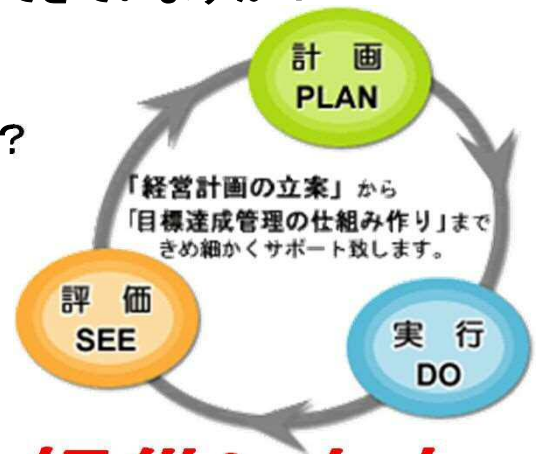 ?
計 画
PLAN
「経営計画の立案」から
「目標達成管理の仕組み作り」まで
きめ細かくサポート致します。
評 価
SEE
実 行
DO